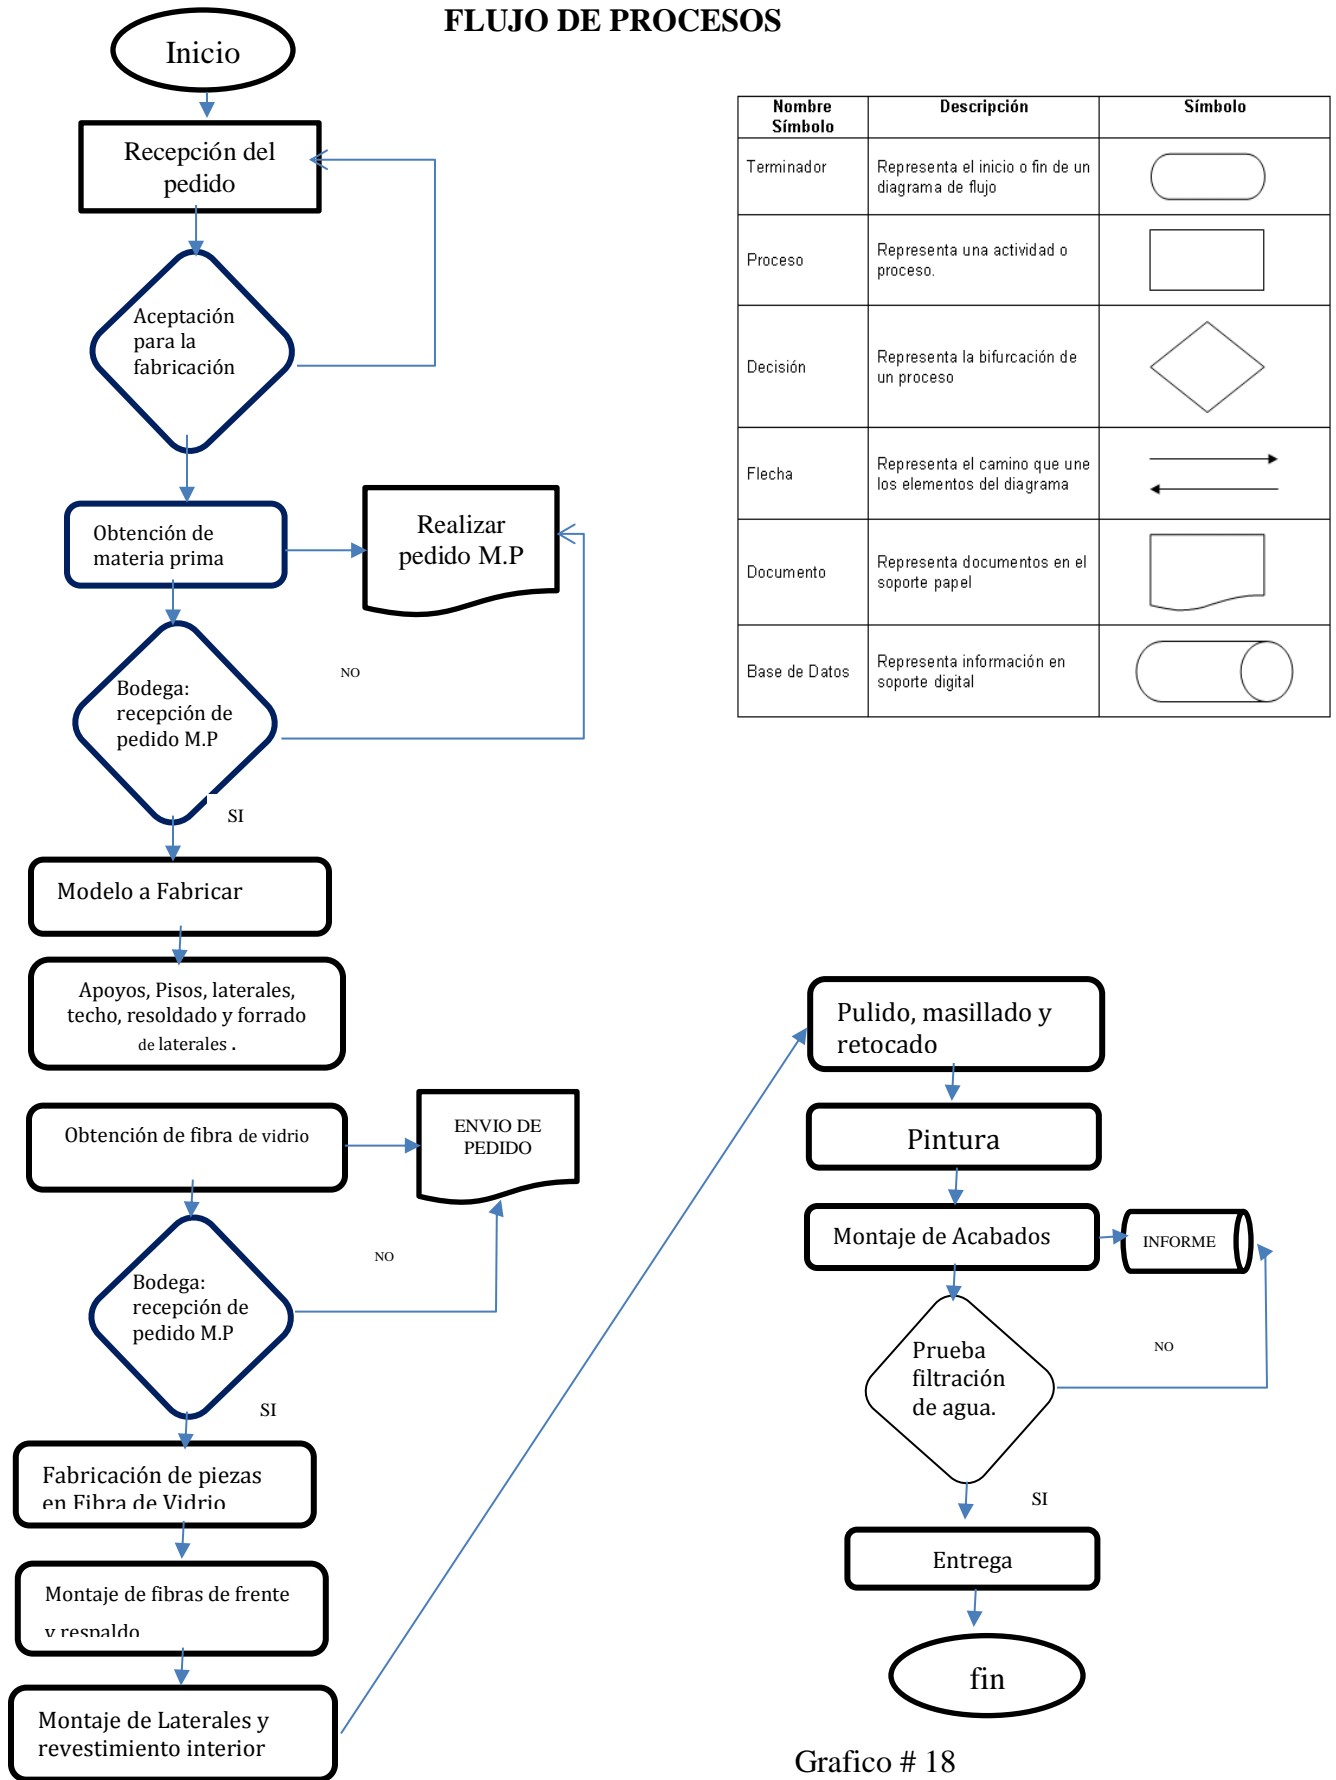 FLUJO DE PROCESOS
Inicio
Recepción del
pedido
Aceptación
para la
fabricación
Obtención de
materia prima
Realizar
pedido M.P
NO
Bodega:
recepción de
pedido M.P
SI
Modelo a Fabricar
Apoyos, Pisos, laterales,
techo, resoldado y forrado
de laterales .
Obtención de fibra de vidrio
ENVIO DE
PEDIDO
NO
Bodega:
recepción de
pedido M.P
SI
Fabricación de piezas
en Fibra de Vidrio
Montaje de fibras de frente
y respaldo
Montaje de Laterales y
revestimiento interior
Nombre Símbolo
Descripción
Símbolo
Terminador
Representa el inicio o fin de un
diagrama de flujo
Proceso
Representa una actividad o
proceso.
Decisión
Representa la bifurcación de
un proceso
Flecha
Representa el camino que une
los elementos del diagrama
Documento
Representa documentos en el
soporte papel
Base de Datos
Representa información en
soporte digital
Pulido, masillado y
retocado
Pintura
Montaje de Acabados
INFORME
NO
Prueba
filtración
de agua.
SI
Entrega
fin
Grafico # 18